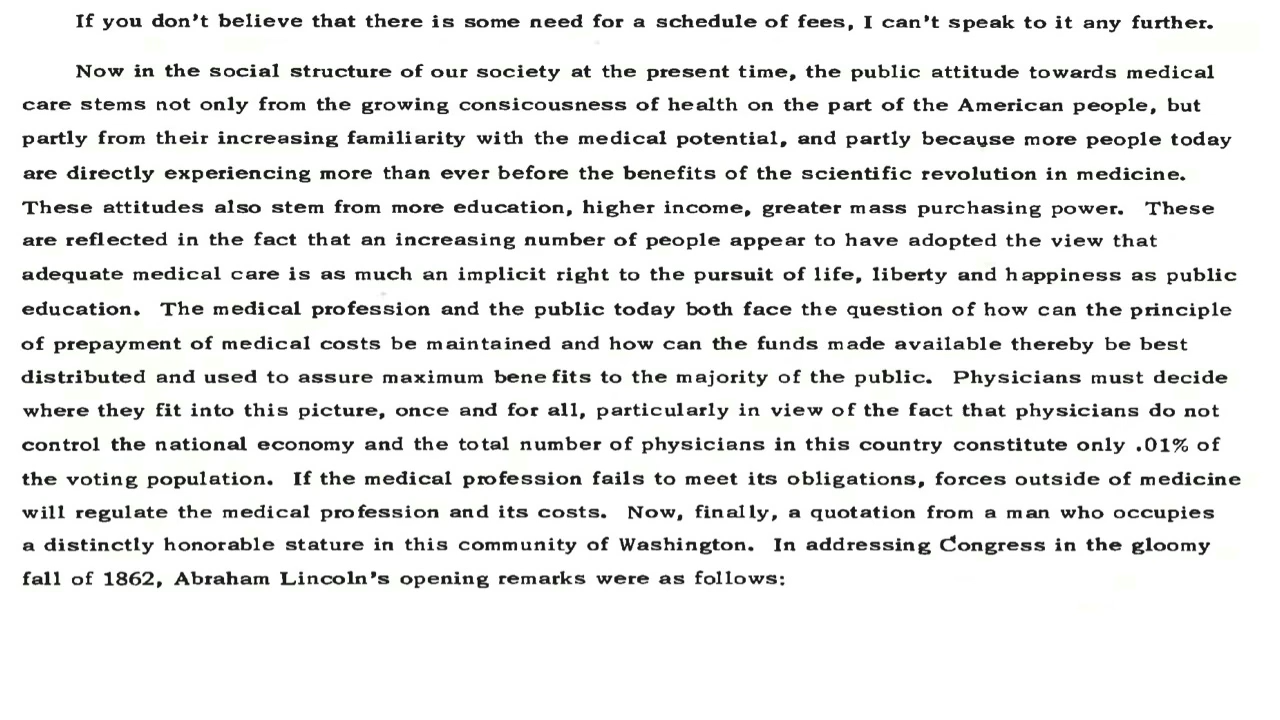 If you don't believe that there is some need for a schedule of fees, I can't speak to it any further.
Now in the social structure of our society at the present time, the public attitude towards medical
care stems not only from the growing consicousness of health on the part of the American people, but
partly from their increasing familiarity with the medical potential, and partly because more people today
are directly experiencing more than ever before the benefits of the scientific revolution in medicine.
These attitudes also stem from more education, higher income, greater mass purchasing power. These
are reflected in the fact that an increasing number of people appear to have adopted the view that
adequate medical care is as much an implicit right to the pursuit of life, liberty and happiness as public
education. The medical profession and the public today both face the question of how can the principle
of prepayment of medical costs be maintained and how can the funds made available thereby be best
distributed and used to assure maximum benefits to the majority of the public. Physicians must decide
where they fit into this picture, once and for all, particularly in view of the fact that physicians do not
control the national economy and the total number of physicians in this country constitute only .01% of
the voting population. If the medical profession fails to meet its obligations, forces outside of medicine
will regulate the medical profession and its costs. Now, finally, a quotation from a man who occupies
a distinctly honorable stature in this community of Washington. In addressing Congress in the gloomy
fall of 1862, Abraham Lincoln's opening remarks were as follows: